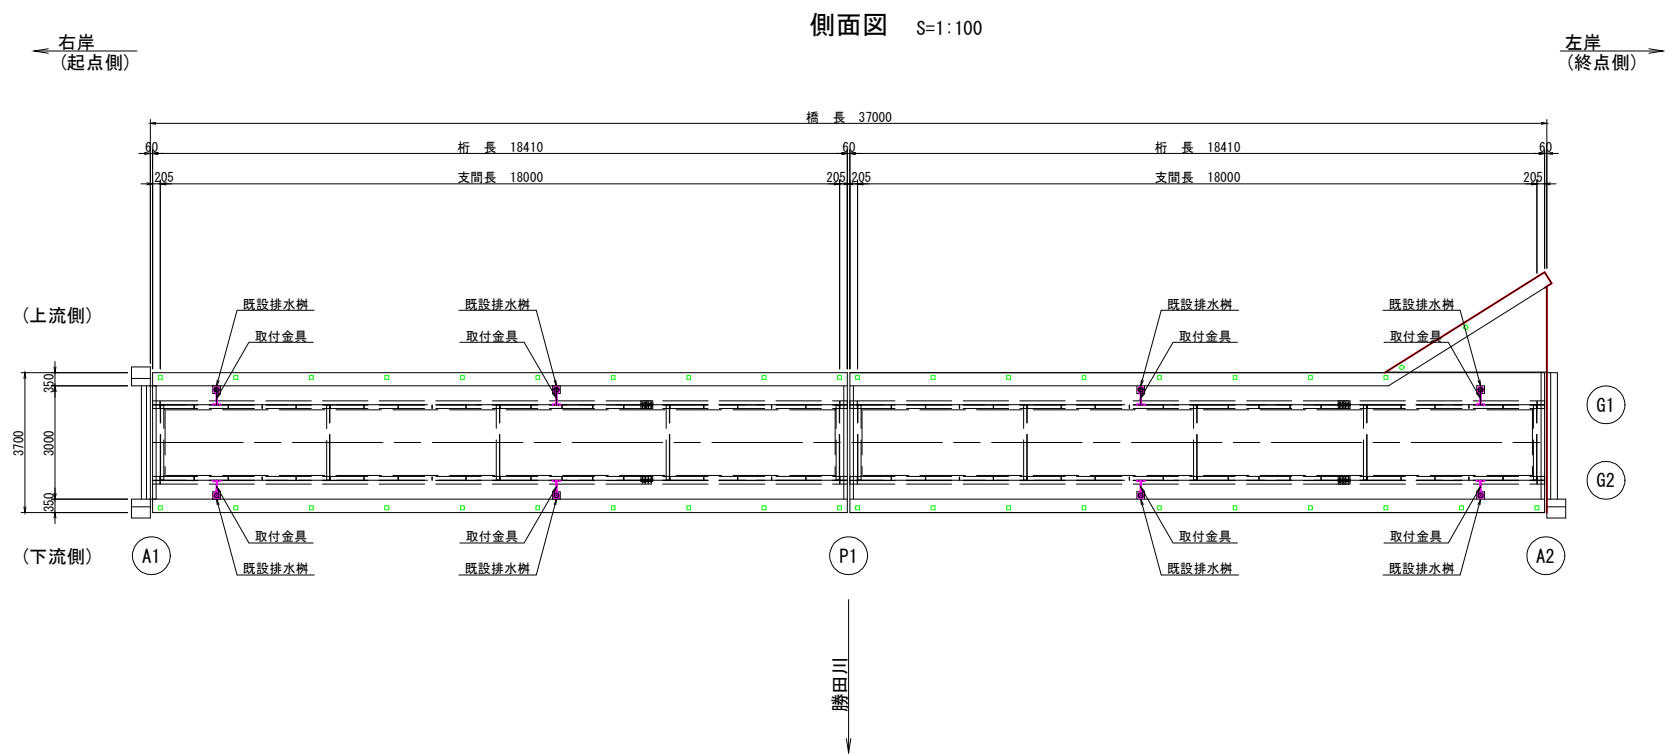 側面図 S=1:100
右岸
(起点側)
左岸
(終点側)
橋 長 37000
60
桁 長 18410
60
桁 長 18410
60
205
支間長 18000
205
205
支間長 18000
205
(上流側)
既設排水桝
既設排水桝
既設排水桝
既設排水桝
取付金具
取付金具
取付金具
取付金具
350
3700
3000
350
G1
G2
取付金具
取付金具
取付金具
取付金具
(下流側)
A1
P1
A2
既設排水桝
既設排水桝
既設排水桝
既設排水桝
勝田川